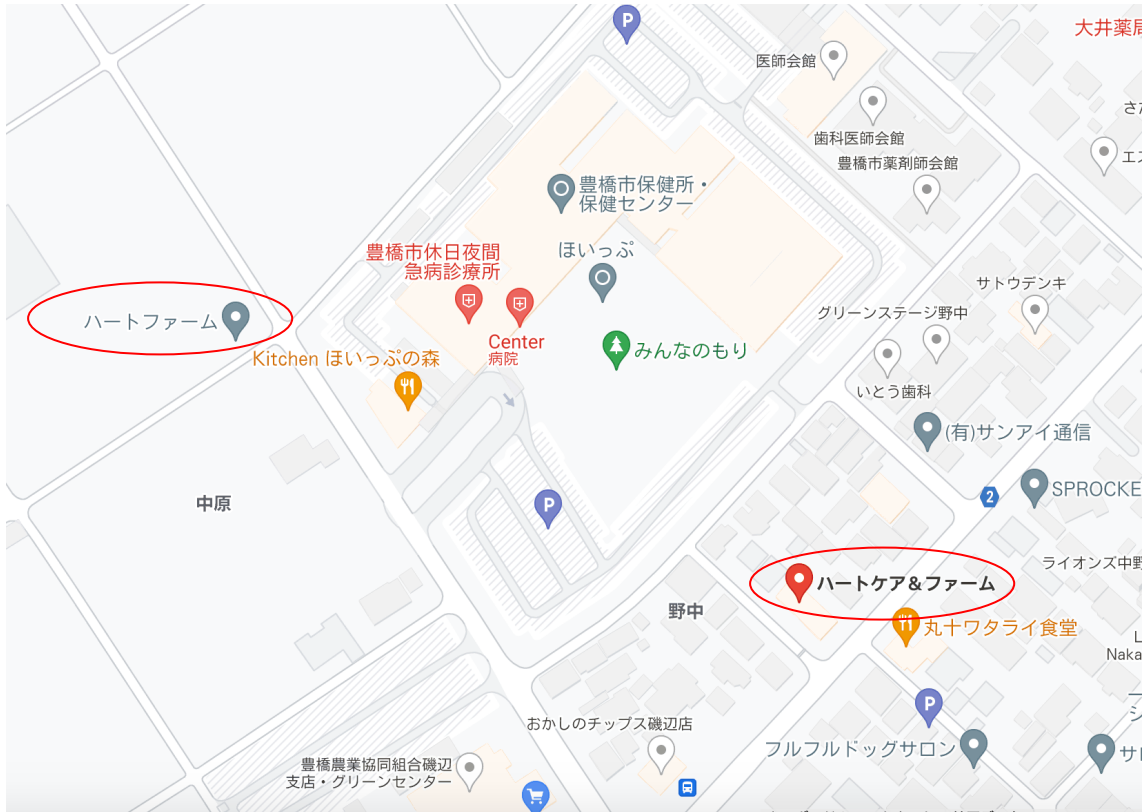 P
医師会館
大井薬局
歯科医師会館
豊橋市薬剤師会館
豊橋市保健所・
保健センター
ほいっぷ
豊橋市休日夜間
急病診療所
Center
病院
みんなのもり
ハートファーム
Kitchen ほいっぷの森
サトウデンキ
グリーンステージ野中
いとう歯科
(有)サンアイ通信
2
SPROCKE
P
中原
ハートケア&ファーム
ライオンズ中野
野中
丸十ワタライ食堂
Naka
P
おかしのチップス磯辺店
フルフルドッグサロン
豊橋農業協同組合磯辺
支店・グリーンセンター